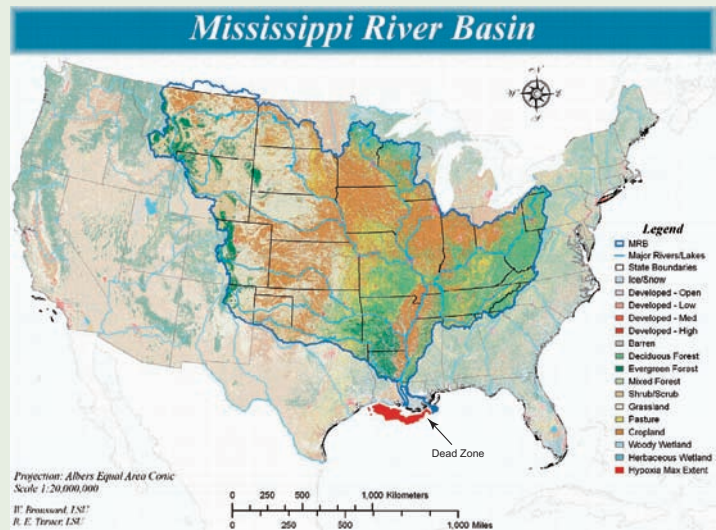 Mississippi River Basin
N
W
E
S
Legend
MRB
Major Rivers/Lakes
State Boundaries
Ice/Snow
Developed - Open
Developed - Low
Developed - Med
Developed - High
Barren
Deciduous Forest
Evergreen Forest
Mixed Forest
Shrub/Scrub
Grassland
Pasture
Cropland
Woody Wetland
Herbaceous Wetland
Hypoxia Max Extent
Dead Zone
Projection: Albers Equal Area Conic
Scale 1:20,000,000
W. Broussard, LSU
R. E. Turner, LSU
0 250 500 1,000 Kilometers
0 250 500 1,000 Miles